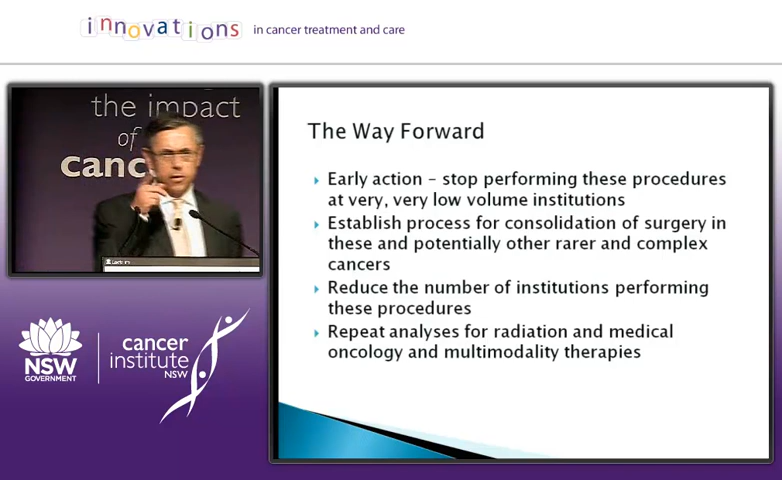 innovations in cancer treatment and care
the impact
of
canc
The Way Forward
Early action – stop performing these procedures
at very, very low volume institutions
Establish process for consolidation of surgery in
these and potentially other rarer and complex
cancers
Reduce the number of institutions performing
these procedures
Repeat analyses for radiation and medical
oncology and multimodality therapies
NSW
GOVERNMENT
cancer
institute
NSW